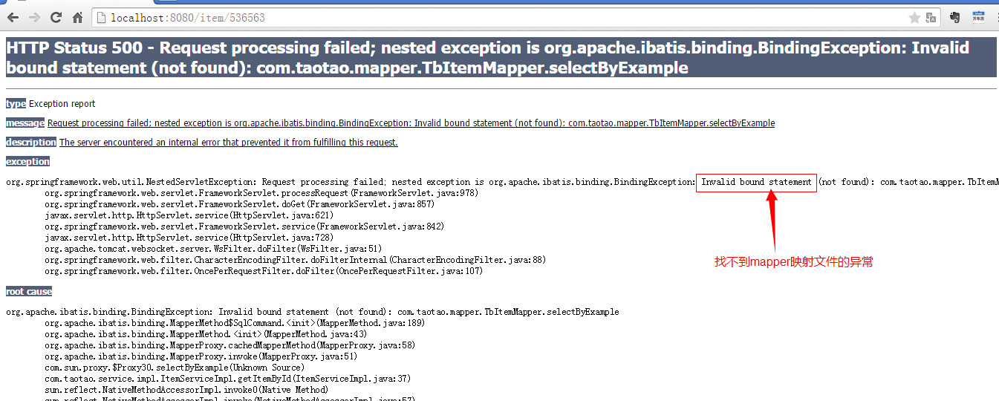 localhost:8080/item/536563
HTTP Status 500 - Request processing failed; nested exception is org.apache.ibatis.binding.BindingException: Invalid
bound statement (not found): com.taotao.mapper.TbItemMapper.selectByExample
type Exception report
message Request processing failed; nested exception is org.apache.ibatis.binding.BindingException: Invalid bound statement (not found): com.taotao.mapper.TbItemMapper.selectByExample
description The server encountered an internal error that prevented it from fulfilling this request.
exception
org.springframework.web.util.NestedServletException: Request processing failed; nested exception is org.apache.ibatis.binding.BindingException: Invalid bound statement (not found): com.taotao.mapper.TbItemM
org.springframework.web.servlet.FrameworkServlet.processRequest(FrameworkServlet.java:978)
org.springframework.web.servlet.FrameworkServlet.doGet(FrameworkServlet.java:857)
javax.servlet.http.HttpServlet.service(HttpServlet.java:621)
org.springframework.web.servlet.FrameworkServlet.service(FrameworkServlet.java:842)
javax.servlet.http.HttpServlet.service(HttpServlet.java:728)
org.apache.tomcat.websocket.server.WsFilter.doFilter(WsFilter.java:51)
org.springframework.web.filter.CharacterEncodingFilter.doFilterInternal(CharacterEncodingFilter.java:88)
org.springframework.web.filter.OncePerRequestFilter.doFilter(OncePerRequestFilter.java:107)
找不到mapper映射文件的异常
root cause
org.apache.ibatis.binding.BindingException: Invalid bound statement (not found): com.taotao.mapper.TbItemMapper.selectByExample
org.apache.ibatis.binding.MapperMethod$SqlCommand.<init>(MapperMethod.java:189)
org.apache.ibatis.binding.MapperMethod.<init>(MapperMethod.java:43)
org.apache.ibatis.binding.MapperProxy.cachedMapperMethod(MapperProxy.java:58)
org.apache.ibatis.binding.MapperProxy.invoke(MapperProxy.java:51)
com.sun.proxy.$Proxy30.selectByExample(Unknown Source)
com.taotao.service.impl.ItemServiceImpl.getItemById(ItemServiceImpl.java:37)
sun.reflect.NativeMethodAccessorImpl.invoke0(Native Method)
sun.reflect.NativeMethodAccessorImpl.invoke(NativeMethodAccessorImpl.java:57)